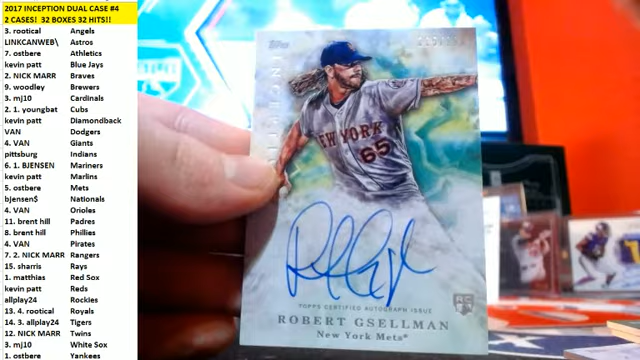 2017 INCEPTION DUAL CASE #4
2 CASES! 32 BOXES 32 HITS!!
3. rootical Angels
LINKCANWEB\ Astros
7. ostbere Athletics
kevin patt Blue Jays
2. NICK MARR Braves
9. woodley Brewers
3. mj10 Cardinals
2. 1. youngbat Cubs
kevin patt Diamondback
VAN Dodgers
4. VAN Giants
pittsburg Indians
6. 1. BJENSEN Mariners
kevin patt Marlins
5. ostbere Mets
bjensen$ Nationals
4. VAN Orioles
11. brent hill Padres
8. brent hill Phillies
4. VAN Pirates
7. 2. NICK MARR Rangers
15. sharris Rays
1. matthias Red Sox
kevin patt Reds
allplay24 Rockies
13. 4. rootical Royals
14. 3. allplay24 Tigers
12. NICK MARR Twins
3. mj10 White Sox
1. ostbere Yankees
Topps
NEW YORK
65
TOPPS CERTIFIED AUTOGRAPH ISSUE
ROBERT GSELLMAN
New York Mets
RC